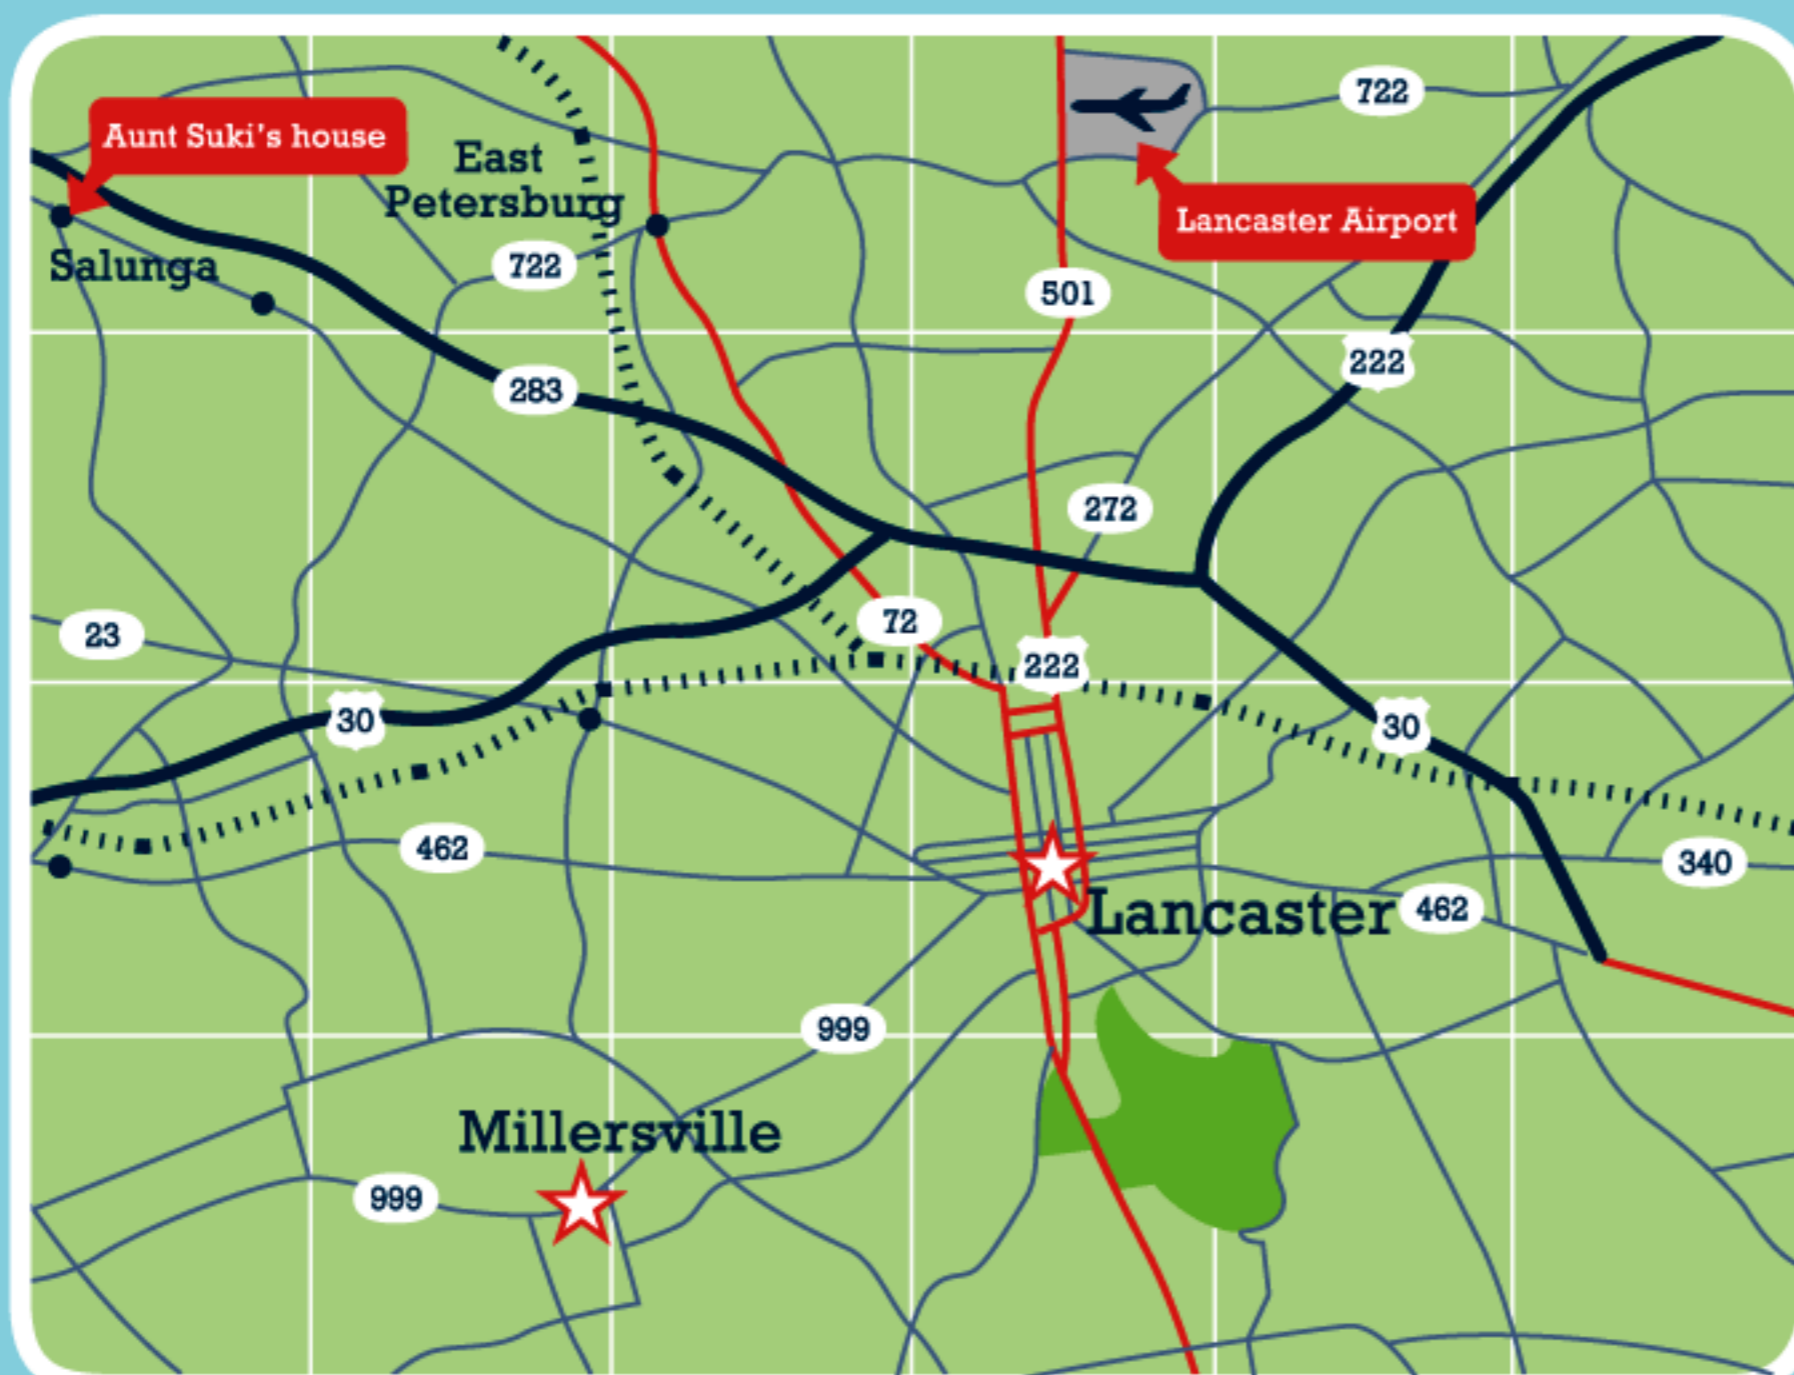 722
Aunt Suki's house
East
Petersburg
Lancaster Airport
Salunga
722
501
222
283
272
23
72
222
30
30
462
340
Lancaster
462
999
Millersville
999